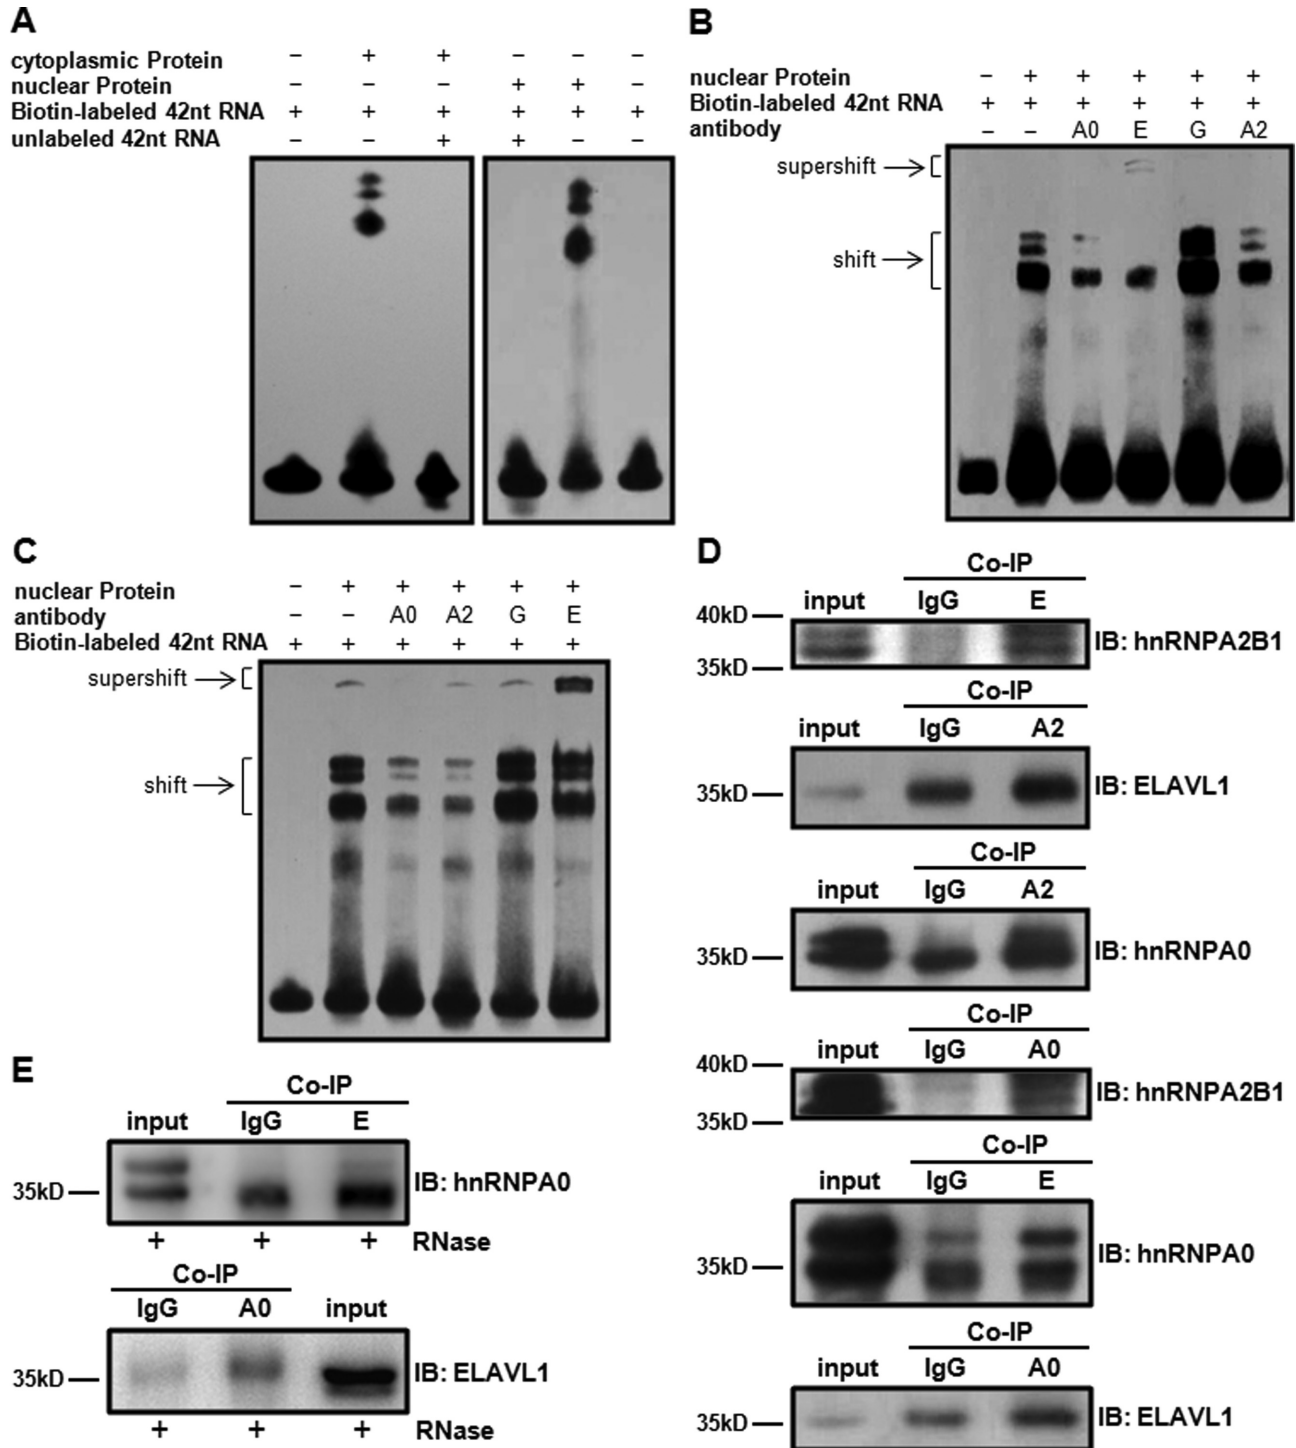 A
cytoplasmic Protein – + + – – –
nuclear Protein – – – + + –
Biotin-labeled 42nt RNA + + + + + +
unlabeled 42nt RNA – – + + – –
B
nuclear Protein – + + + + +
Biotin-labeled 42nt RNA + + + + + +
antibody – – A0 E G A2
supershift
shift
C
nuclear Protein – + + + + +
antibody – – A0 A2 G E
Biotin-labeled 42nt RNA + + + + + +
supershift
shift
D
Co-IP
input IgG E
40kD
IB: hnRNPA2B1
35kD
Co-IP
input IgG A2
35kD IB: ELAVL1
Co-IP
input IgG A2
35kD IB: hnRNPA0
Co-IP
input IgG A0
40kD
IB: hnRNPA2B1
35kD
Co-IP
input IgG E
IB: hnRNPA0
35kD
Co-IP
input IgG A0
35kD IB: ELAVL1
E
Co-IP
input IgG E
35kD IB: hnRNPA0
+ + + RNase
Co-IP
IgG A0 input
35kD IB: ELAVL1
+ + + RNase